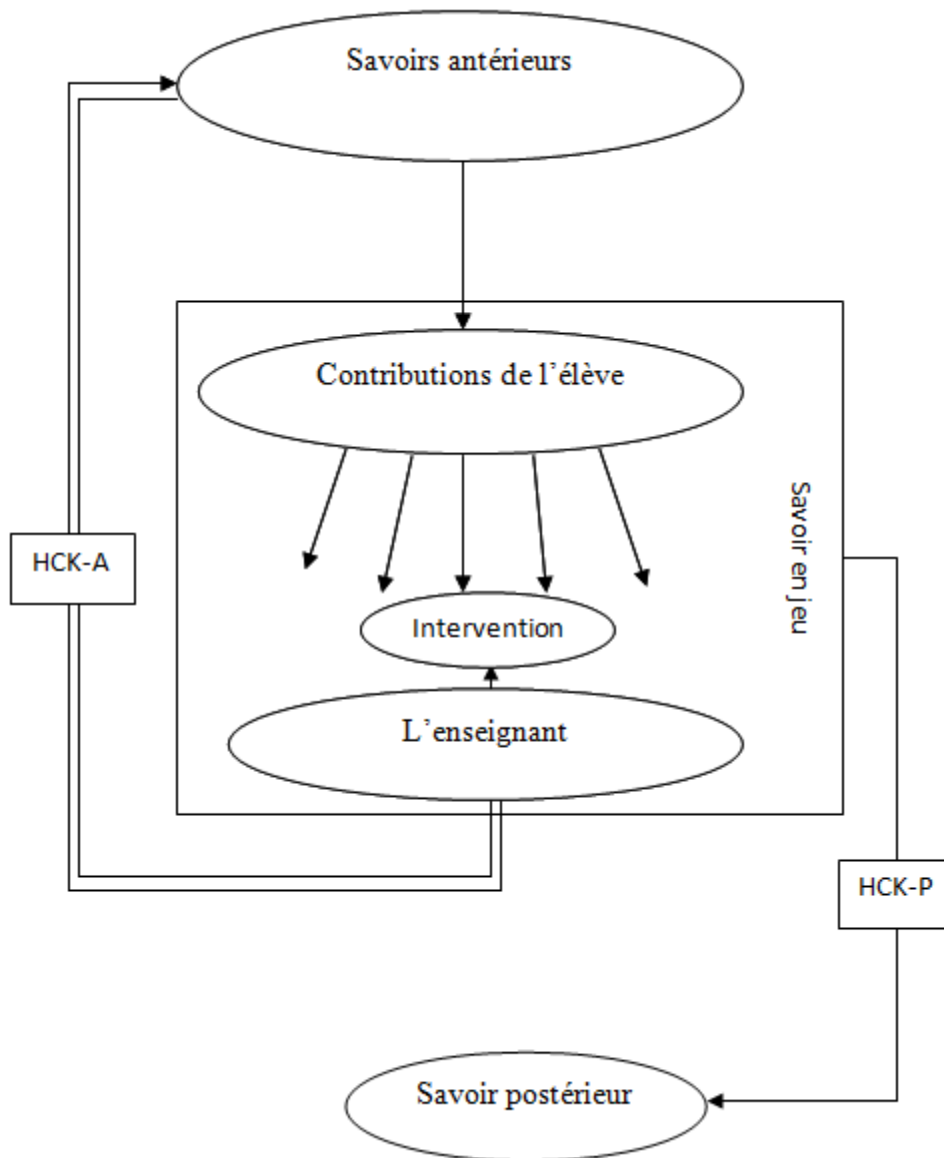 Savoirs antérieurs
Contributions de l’élève
Savoir en jeu
HCK-A
Intervention
L’enseignant
HCK-P
Savoir postérieur